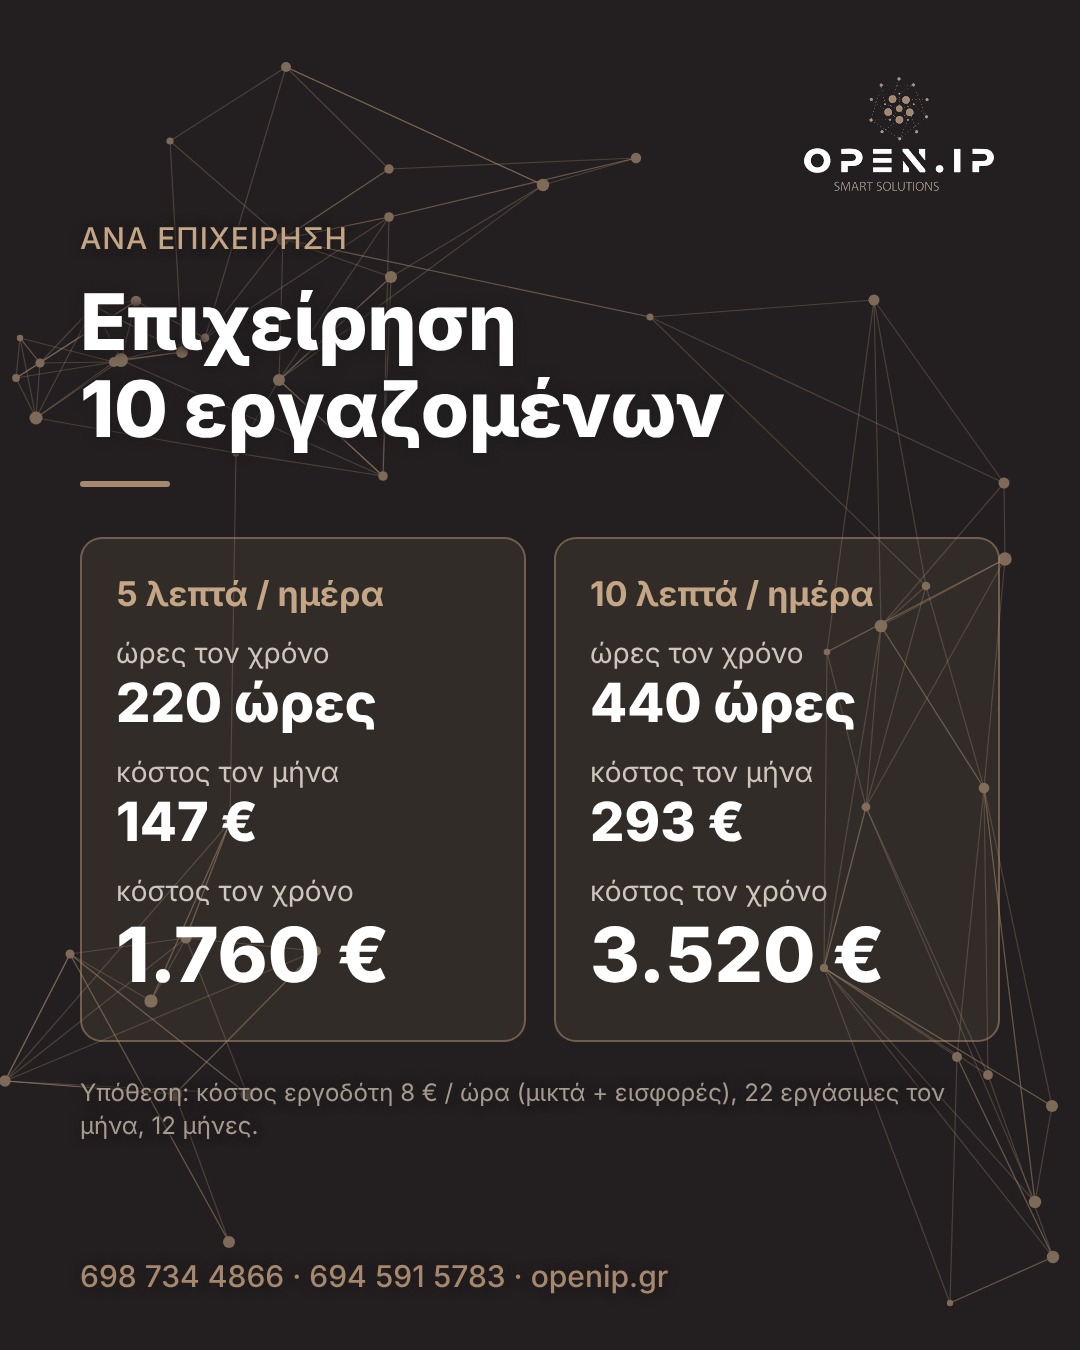 OPEN.IP
SMART SOLUTIONS
ΑΝΑ ΕΠΙΧΕΙΡΗΣΗ
Επιχείρηση
10 εργαζομένων
5 λεπτά / ημέρα
ώρες τον χρόνο
220 ώρες
κόστος τον μήνα
147 €
κόστος τον χρόνο
1.760 €
10 λεπτά / ημέρα
ώρες τον χρόνο
440 ώρες
κόστος τον μήνα
293 €
κόστος τον χρόνο
3.520 €
Υπόθεση: κόστος εργοδότη 8 € / ώρα (μικτά + εισφορές), 22 εργάσιμες τον
μήνα, 12 μήνες.
698 734 4866 · 694 591 5783 · openip.gr